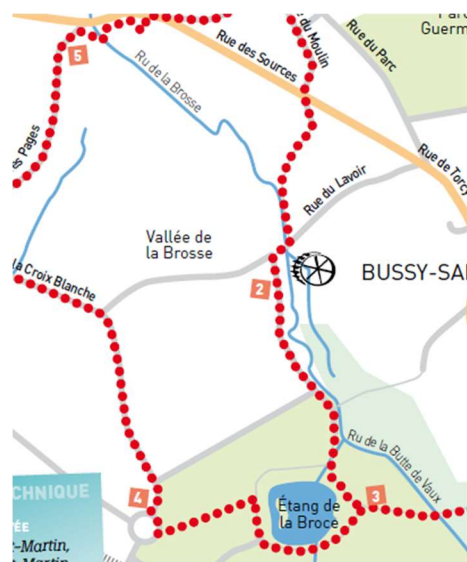 Parc
Guerm
Rue du Parc
du Moulin
Rue des Sources
5
Ru de la Brosse
Pages
Rue de Torcy
Rue du Lavoir
Vallée de
la Brosse
la Croix Blanche
2
BUSSY-SA
Ru de la Butte de Vaux
CHNIQUE
4
3
Étang de
la Broce
-Martin,